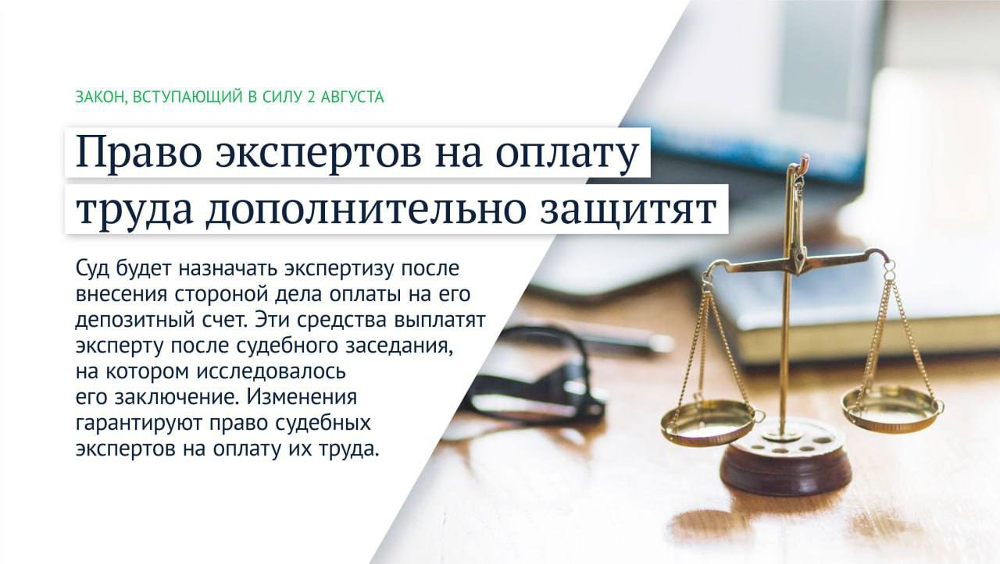 ЗАКОН, ВСТУПАЮЩИЙ В СИЛУ 2 АВГУСТА
Право экспертов на оплату
труда дополнительно защитят
Суд будет назначать экспертизу после
внесения стороной дела оплаты на его
депозитный счет. Эти средства выплатят
эксперту после судебного заседания,
на котором исследовалось
его заключение. Изменения
гарантируют право судебных
экспертов на оплату их труда.